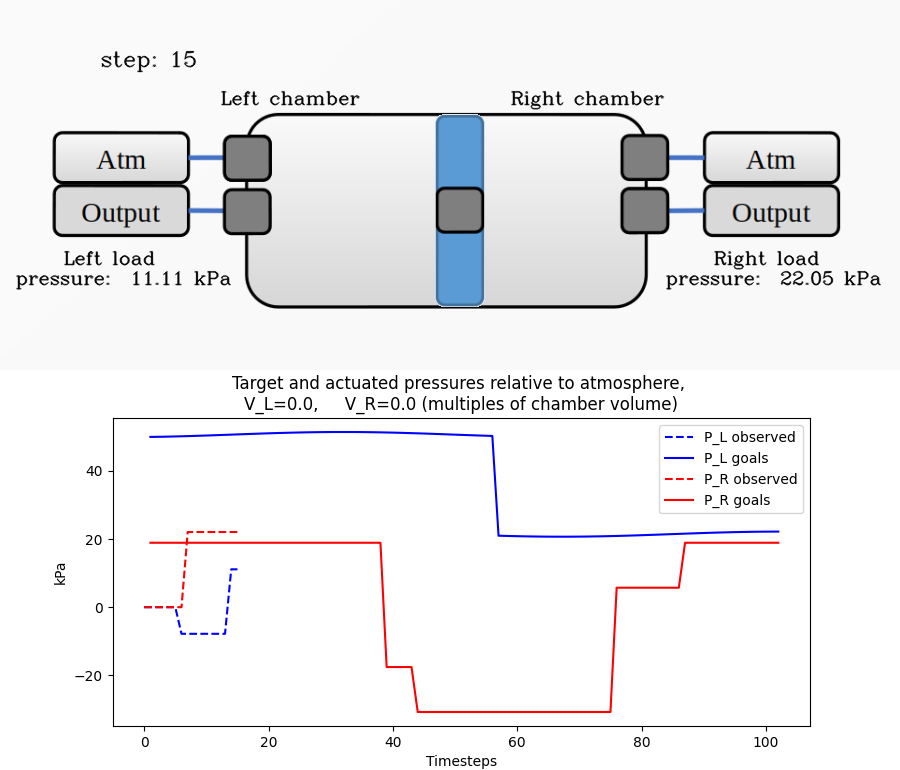 step: 15
Left chamber
Right chamber
Atm
Atm
Output
Output
Left load
pressure: 11.11 kPa
Right load
pressure: 22.05 kPa
Target and actuated pressures relative to atmosphere,
V_L=0.0, V_R=0.0 (multiples of chamber volume)
P_L observed
P_L goals
P_R observed
P_R goals
kPa
40
20
0
−20
0
20
40
60
80
100
Timesteps